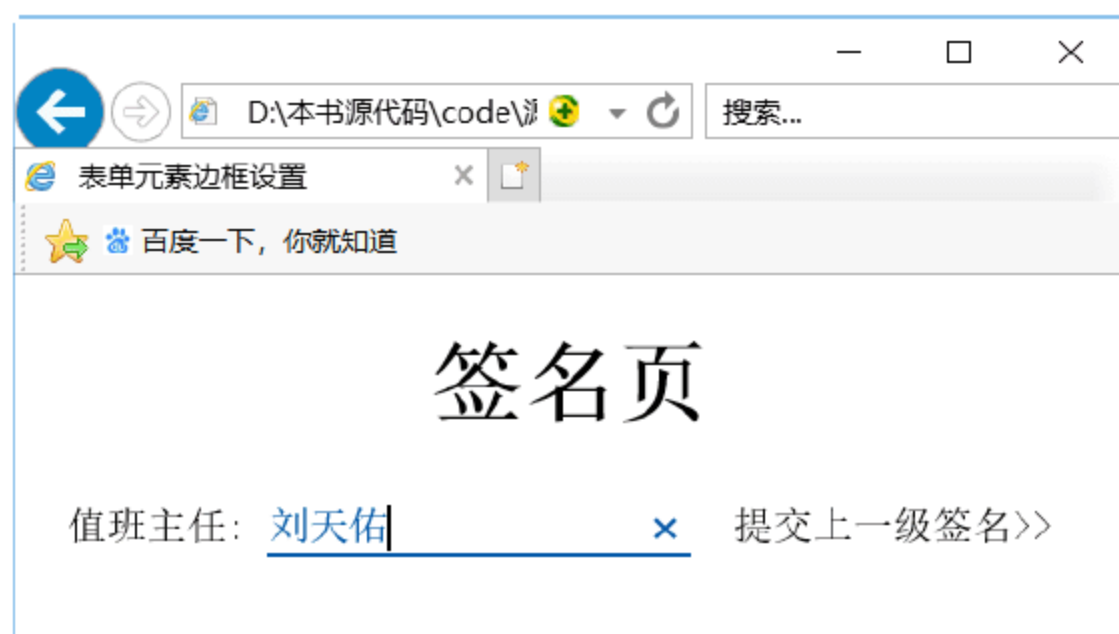 D:\本书源代码\code\
搜索...
表单元素边框设置
百度一下，你就知道
签名页
值班主任：刘天佑 × 提交上一级签名>>